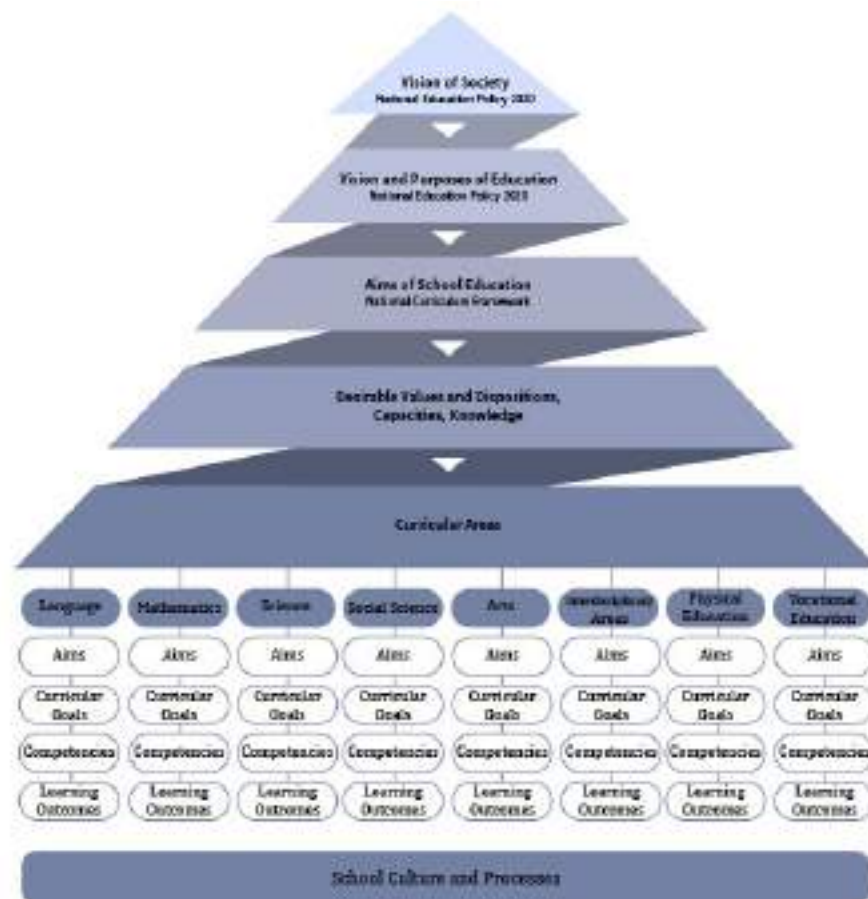 Vision of Society
National Education Policy 2020
Vision and Purposes of Education
National Education Policy 2020
Aims of School Education
National Curriculum Framework
Desirable Values and Dispositions,
Capacities, Knowledge
Curricular Areas
Language Mathematics Science Social Science Arts Interdisciplinary Areas Physical Education Vocational Education
Aims Aims Aims Aims Aims Aims Aims Aims
Curricular Goals Curricular Goals Curricular Goals Curricular Goals Curricular Goals Curricular Goals Curricular Goals Curricular Goals
Competencies Competencies Competencies Competencies Competencies Competencies Competencies Competencies
Learning Outcomes Learning Outcomes Learning Outcomes Learning Outcomes Learning Outcomes Learning Outcomes Learning Outcomes Learning Outcomes
School Culture and Processes